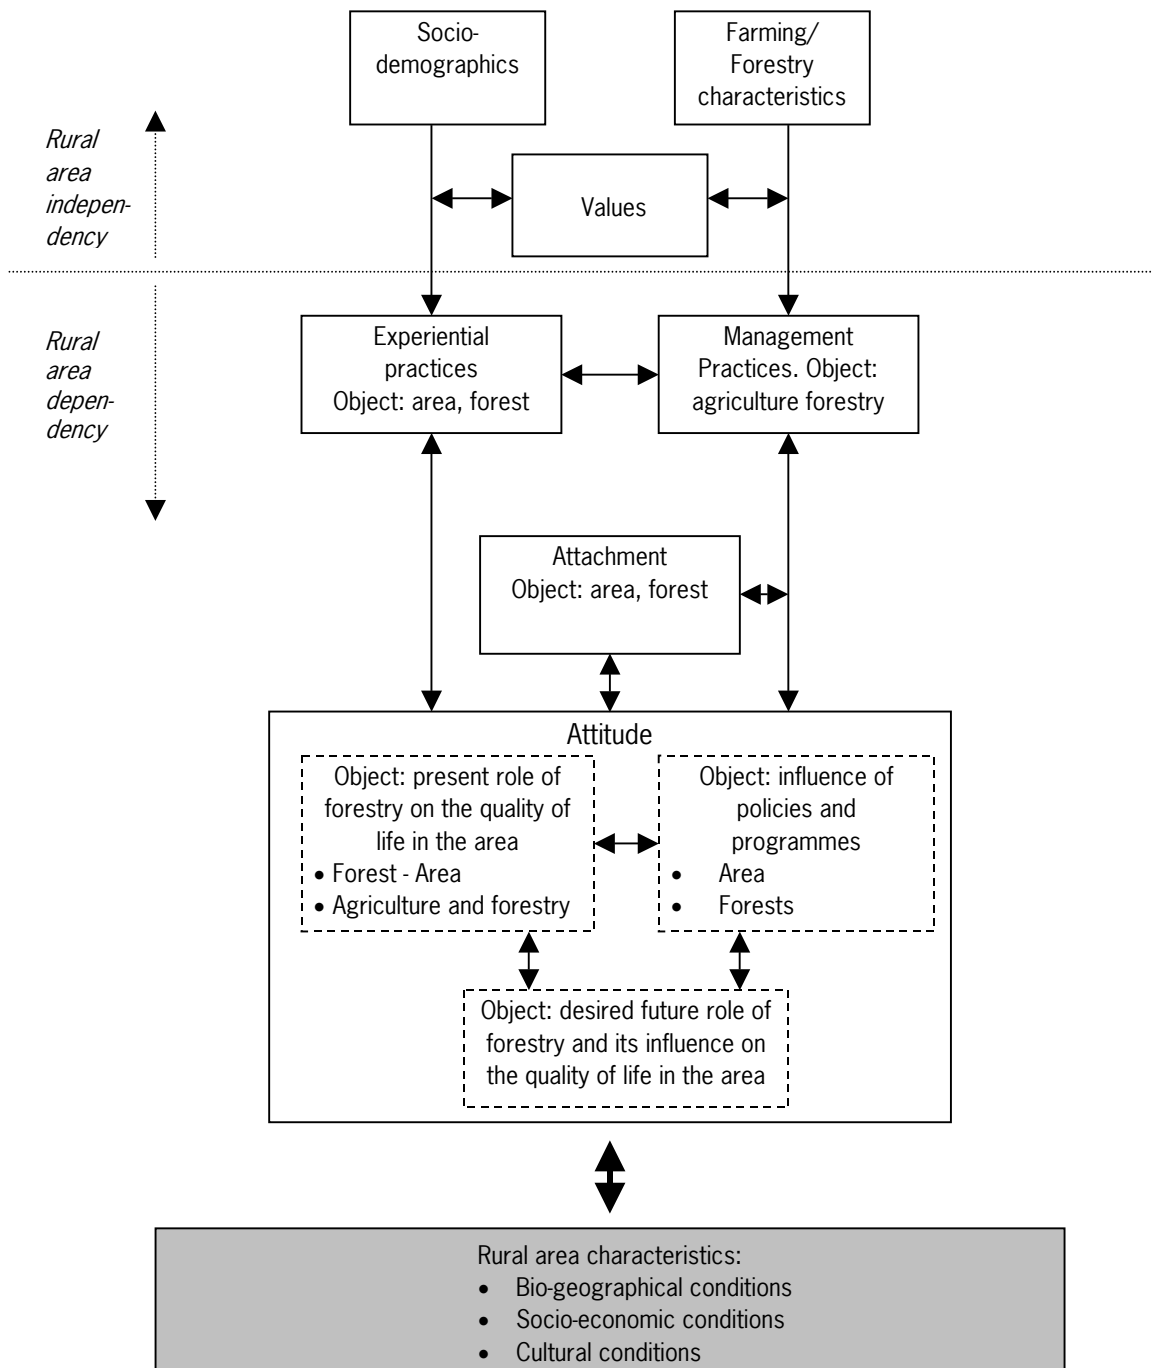 Socio-
demographics
Farming/
Forestry
characteristics
Rural
area
indepen-
dency
Values
Rural
area
depen-
dency
Experiential
practices
Object: area, forest
Management
Practices. Object:
agriculture forestry
Attachment
Object: area, forest
Attitude
Object: present role of
forestry on the quality of
life in the area
• Forest - Area
• Agriculture and forestry
Object: influence of
policies and
programmes
• Area
• Forests
Object: desired future role of
forestry and its influence on
the quality of life in the area
Rural area characteristics:
• Bio-geographical conditions
• Socio-economic conditions
• Cultural conditions